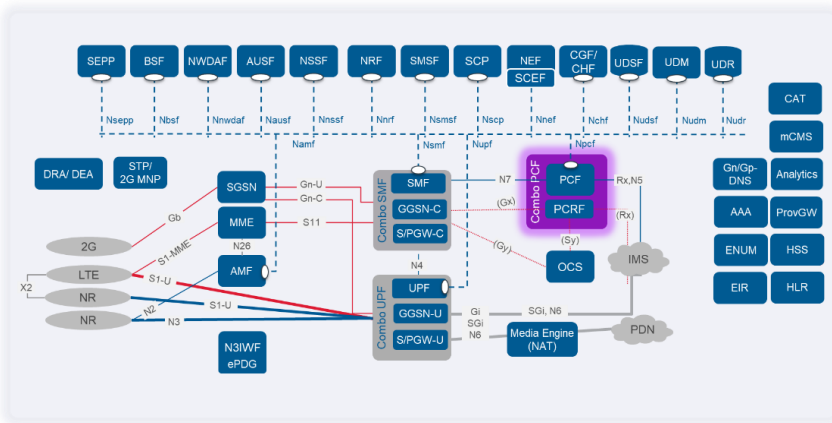 SEPP
BSF
NWDAF
AUSF
NSSF
NRF
SMSF
SCP
NEF
SCEF
CGF/
CHF
UDSF
UDM
UDR
Nsepp
Nbsf
Nnwdaf
Nausf
Nnssf
Nnrf
Nsmsf
Nscp
Nnef
Nchf
Nudsf
Nudm
Nudr
Namf
Nsmf
Nupf
Npcf
CAT
mCMS
Gn/Gp-
DNS
Analytics
AAA
ProvGW
ENUM
HSS
EIR
HLR
DRA/ DEA
STP/
2G MNP
SGSN
MME
N26
AMF
Gn-U
Gn-C
S11
Gb
S1-MME
S1-U
S1-U
N2
N3
2G
LTE
NR
NR
X2
Combo SMF
SMF
GGSN-C
S/PGW-C
N4
Combo UPF
UPF
GGSN-U
S/PGW-U
N7
(Gx)
(Gy)
Combo PCF
PCF
PCRF
(Sy)
OCS
Rx,N5
(Rx)
IMS
Gi
SGi
N6
SGi, N6
Media Engine
(NAT)
PDN
N3IWF
ePDG